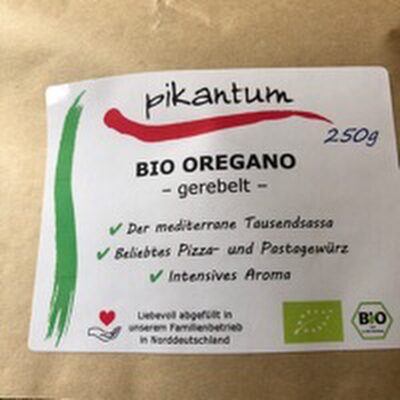 pikantum
250g
BIO OREGANO
– gerebelt –
✔ Der mediterrane Tausendsassa
✔ Beliebtes Pizza- und Pastagewürz
✔ Intensives Aroma
Liebevoll abgefüllt in
unserem Familienbetrieb
in Norddeutschland
BIO